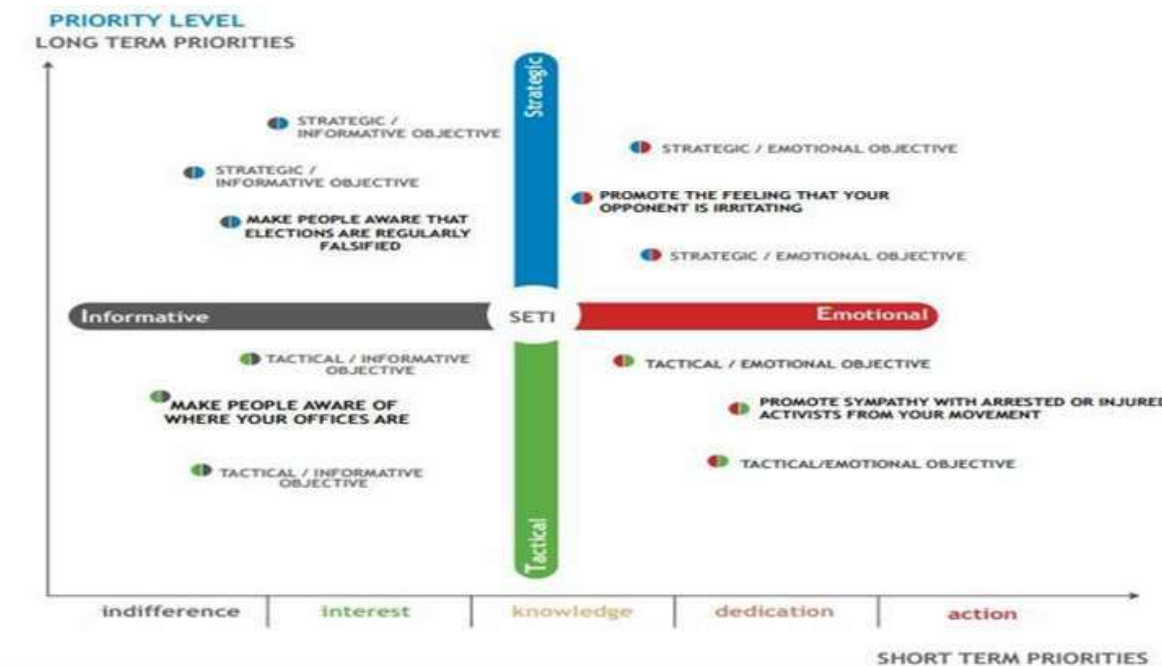 PRIORITY LEVEL
LONG TERM PRIORITIES
Strategic
STRATEGIC /
INFORMATIVE OBJECTIVE
STRATEGIC /
INFORMATIVE OBJECTIVE
MAKE PEOPLE AWARE THAT
ELECTIONS ARE REGULARLY
FALSIFIED
STRATEGIC / EMOTIONAL OBJECTIVE
PROMOTE THE FEELING THAT YOUR
OPPONENT IS IRRITATING
STRATEGIC / EMOTIONAL OBJECTIVE
Informative
SETI
Emotional
TACTICAL / INFORMATIVE
OBJECTIVE
MAKE PEOPLE AWARE OF
WHERE YOUR OFFICES ARE
TACTICAL / INFORMATIVE
OBJECTIVE
TACTICAL / EMOTIONAL OBJECTIVE
PROMOTE SYMPATHY WITH ARRESTED OR INJURED
ACTIVISTS FROM YOUR MOVEMENT
TACTICAL/EMOTIONAL OBJECTIVE
Tactical
indifference
interest
knowledge
dedication
action
SHORT TERM PRIORITIES